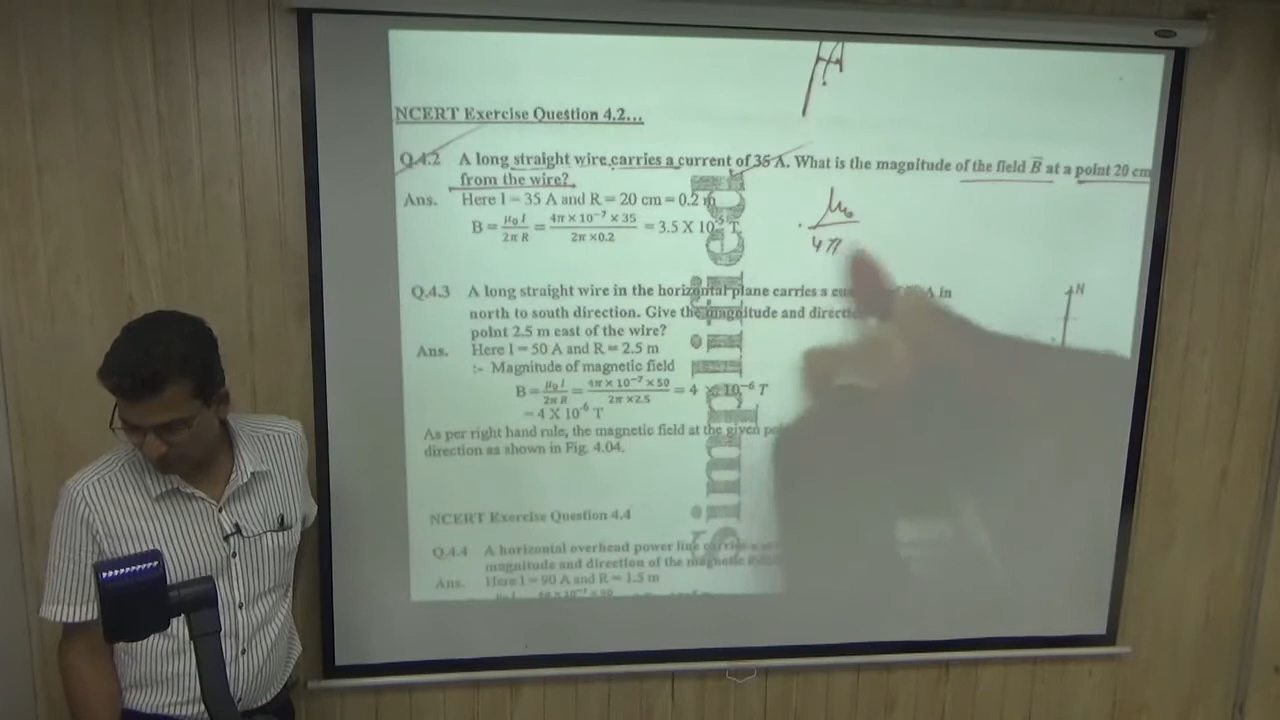 NCERT Exercise Question 4.2...
Q.4.2 A long straight wire carries a current of 35 A. What is the magnitude of the field B⃗ at a point 20 cm
from the wire?
Ans. Here I = 35 A and R = 20 cm = 0.2 m
B = μ₀ I / 2π R = 4π × 10⁻⁷ × 35 / 2π × 0.2 = 3.5 X 10⁻⁵ T
μ₀ / 4π
Q.4.3 A long straight wire in the horizontal plane carries a A in
N
north to south direction. Give the magnitude and
point 2.5 m east of the wire?
Ans. Here I = 50 A and R = 2.5 m
:- Magnitude of magnetic field
B = μ₀ I / 2π R = 4π × 10⁻⁷ × 50 / 2π × 2.5 = 4 × 10⁻⁶ T
= 4 X 10⁻⁶ T
As per right hand rule, the magnetic field at the given
direction as shown in Fig. 4.04.
NCERT Exercise Question 4.4
Q.4.4 A horizontal overhead power line carries a
magnitude and direction of the magnetic
Ans. Here I = 90 A and R = 1.5 m
Simplified